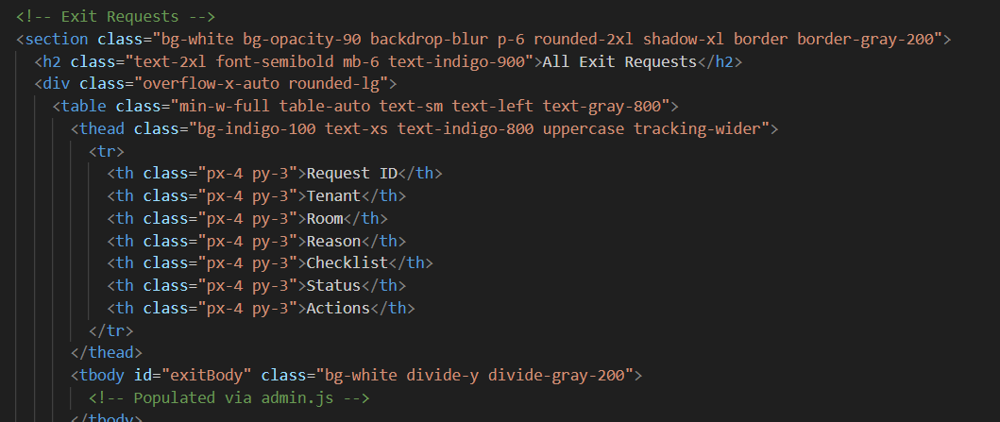 <!-- Exit Requests -->
<section class="bg-white bg-opacity-90 backdrop-blur p-6 rounded-2xl shadow-xl border border-gray-200">
<h2 class="text-2xl font-semibold mb-6 text-indigo-900">All Exit Requests</h2>
<div class="overflow-x-auto rounded-lg">
<table class="min-w-full table-auto text-sm text-left text-gray-800">
<thead class="bg-indigo-100 text-xs text-indigo-800 uppercase tracking-wider">
<tr>
<th class="px-4 py-3">Request ID</th>
<th class="px-4 py-3">Tenant</th>
<th class="px-4 py-3">Room</th>
<th class="px-4 py-3">Reason</th>
<th class="px-4 py-3">Checklist</th>
<th class="px-4 py-3">Status</th>
<th class="px-4 py-3">Actions</th>
</tr>
</thead>
<tbody id="exitBody" class="bg-white divide-y divide-gray-200">
<!-- Populated via admin.js -->
</tbody>